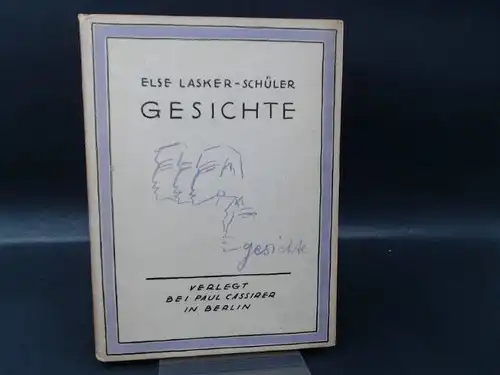 ELSE LASKER-SCHÜLER
GESICHTE
gesichte
VERLEGT
BEI PAUL CASSIRER
IN BERLIN